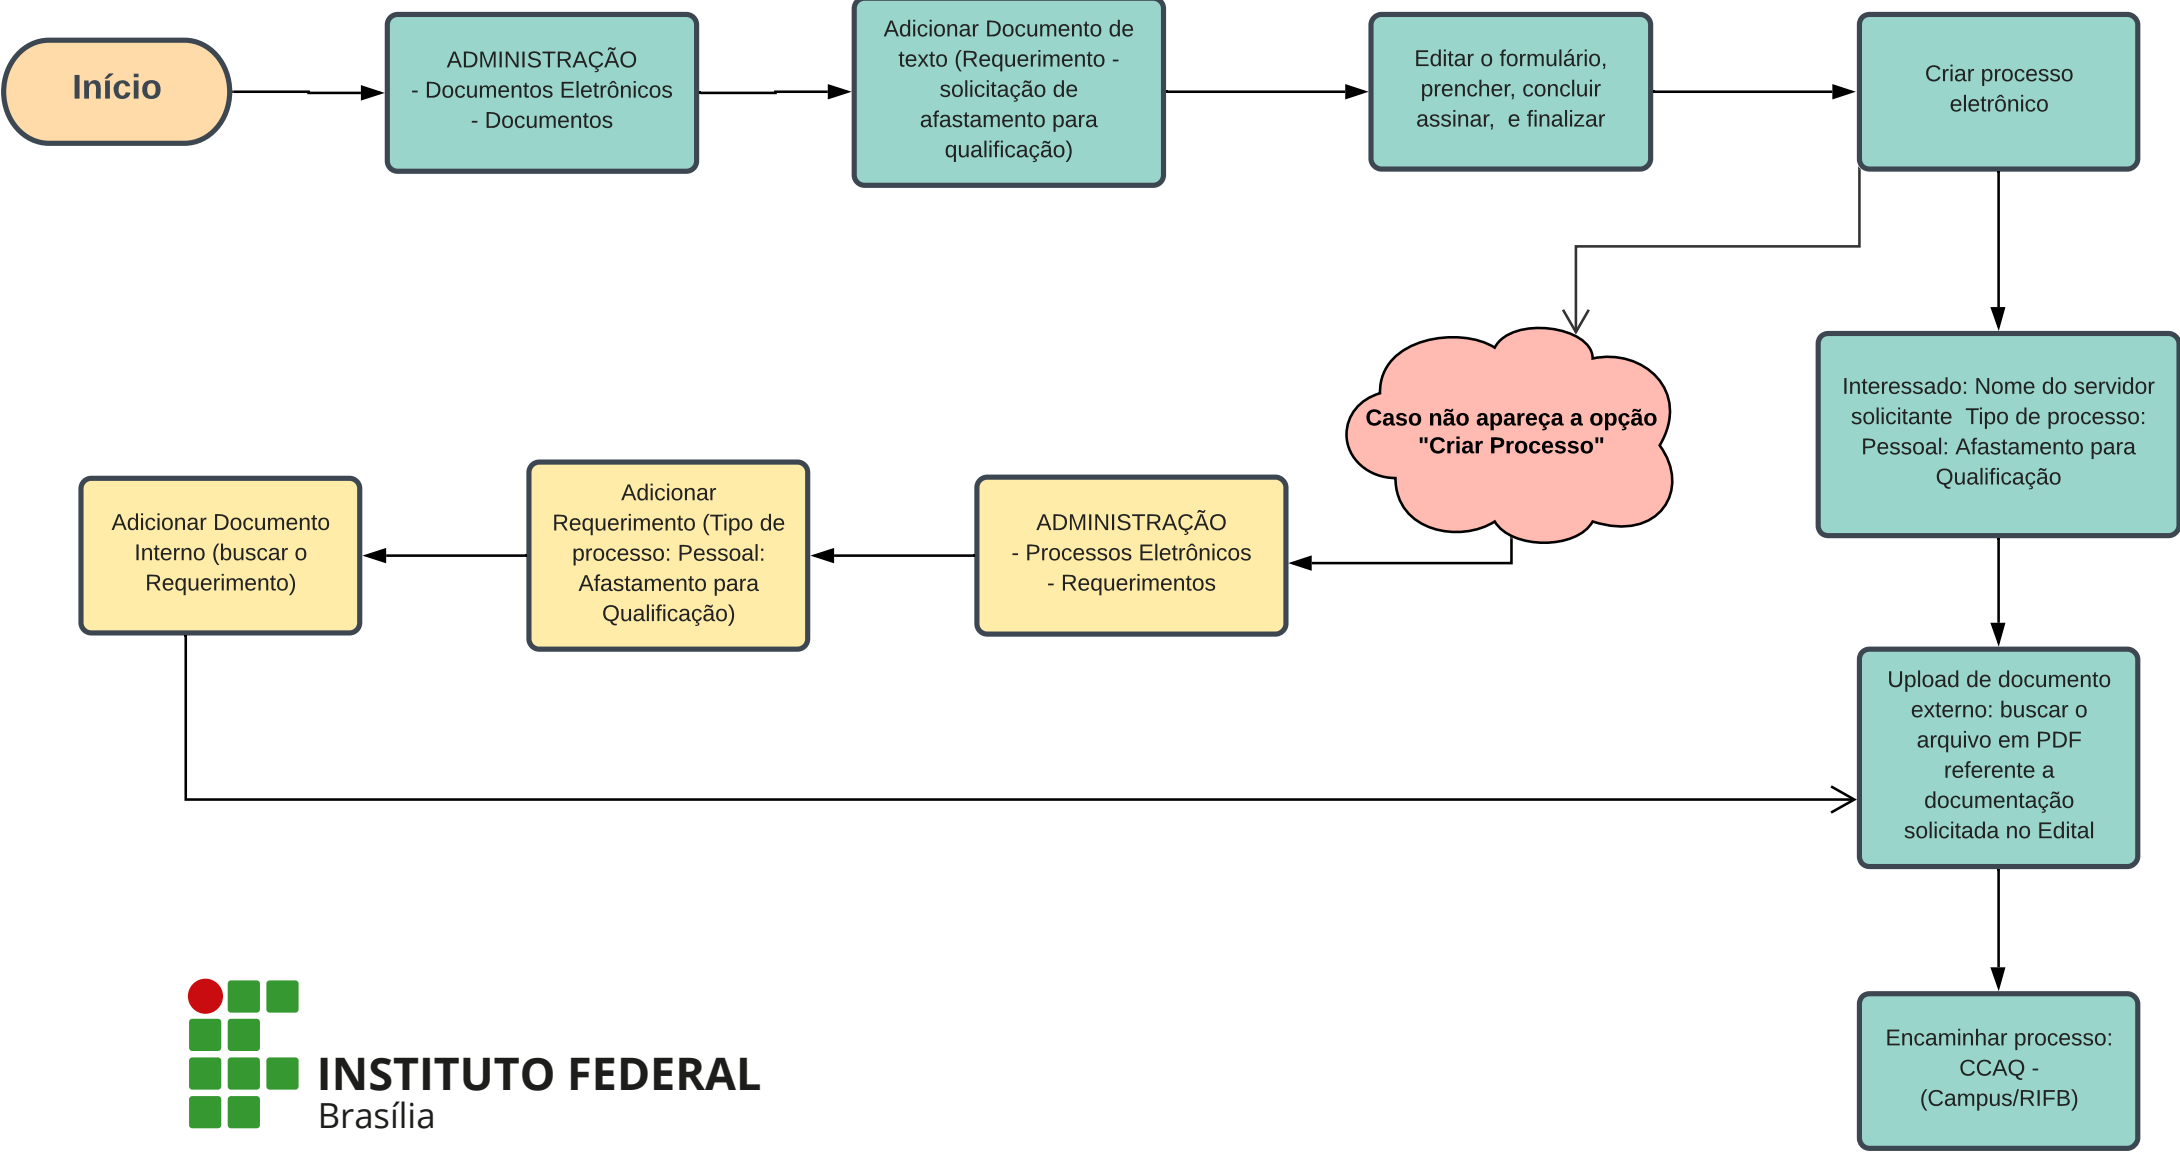 Início
ADMINISTRAÇÃO
- Documentos Eletrônicos
- Documentos
Adicionar Documento de
texto (Requerimento -
solicitação de
afastamento para
qualificação)
Editar o formulário,
prencher, concluir
assinar,  e finalizar
Criar processo
eletrônico
Caso não apareça a opção
"Criar Processo"
Interessado: Nome do servidor
solicitante  Tipo de processo:
Pessoal: Afastamento para
Qualificação
Adicionar Documento
Interno (buscar o
Requerimento)
Adicionar
Requerimento (Tipo de
processo: Pessoal:
Afastamento para
Qualificação)
ADMINISTRAÇÃO
- Processos Eletrônicos
- Requerimentos
Upload de documento
externo: buscar o
arquivo em PDF
referente a
documentação
solicitada no Edital
Encaminhar processo:
CCAQ -
(Campus/RIFB)
INSTITUTO FEDERAL
Brasília